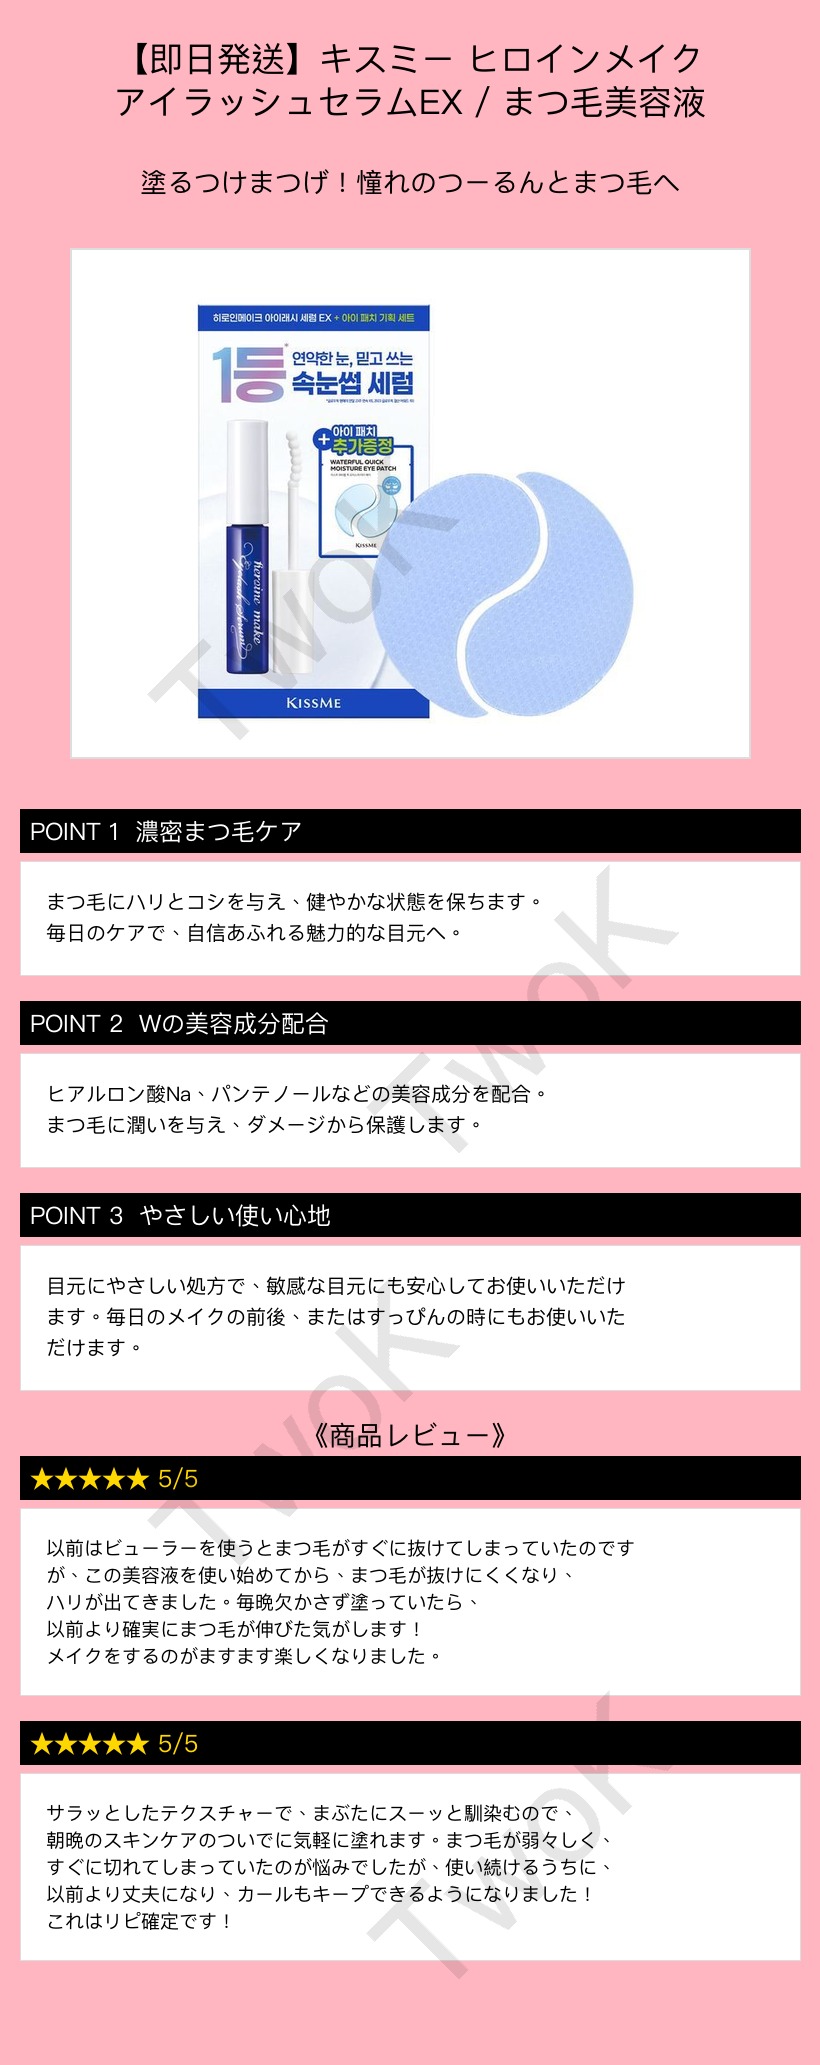 【即日発送】キスミー ヒロインメイク
アイラッシュセラムEX / まつ毛美容液
塗るつけまつげ！憧れのつーるんとまつ毛へ
히로인메이크 아이래시 세럼 EX + 아이 패치 기획 세트
1등*
연약한 눈, 믿고 쓰는
속눈썹 세럼
+
아이 패치
추가증정
WATERFUL QUICK
MOISTURE EYE PATCH
KISSME
heroine make
Eyelash Serum
KISSME
POINT 1 濃密まつ毛ケア
まつ毛にハリとコシを与え、健やかな状態を保ちます。
毎日のケアで、自信あふれる魅力的な目元へ。
POINT 2 Wの美容成分配合
ヒアルロン酸Na、パンテノールなどの美容成分を配合。
まつ毛に潤いを与え、ダメージから保護します。
POINT 3 やさしい使い心地
目元にやさしい処方で、敏感な目元にも安心してお使いいただけ
ます。毎日のメイクの前後、またはすっぴんの時にもお使いいた
だけます。
《商品レビュー》
★★★★★ 5/5
以前はビューラーを使うとまつ毛がすぐに抜けてしまっていたのです
が、この美容液を使い始めてから、まつ毛が抜けにくくなり、
ハリが出てきました。毎晩欠かさず塗っていたら、
以前より確実にまつ毛が伸びた気がします！
メイクをするのがますます楽しくなりました。
★★★★★ 5/5
サラッとしたテクスチャーで、まぶたにスーッと馴染むので、
朝晩のスキンケアのついでに気軽に塗れます。まつ毛が弱々しく、
すぐに切れてしまっていたのが悩みでしたが、使い続けるうちに、
以前より丈夫になり、カールもキープできるようになりました！
これはリピ確定です！
TwoK
TwoK
TwoK
TwoK